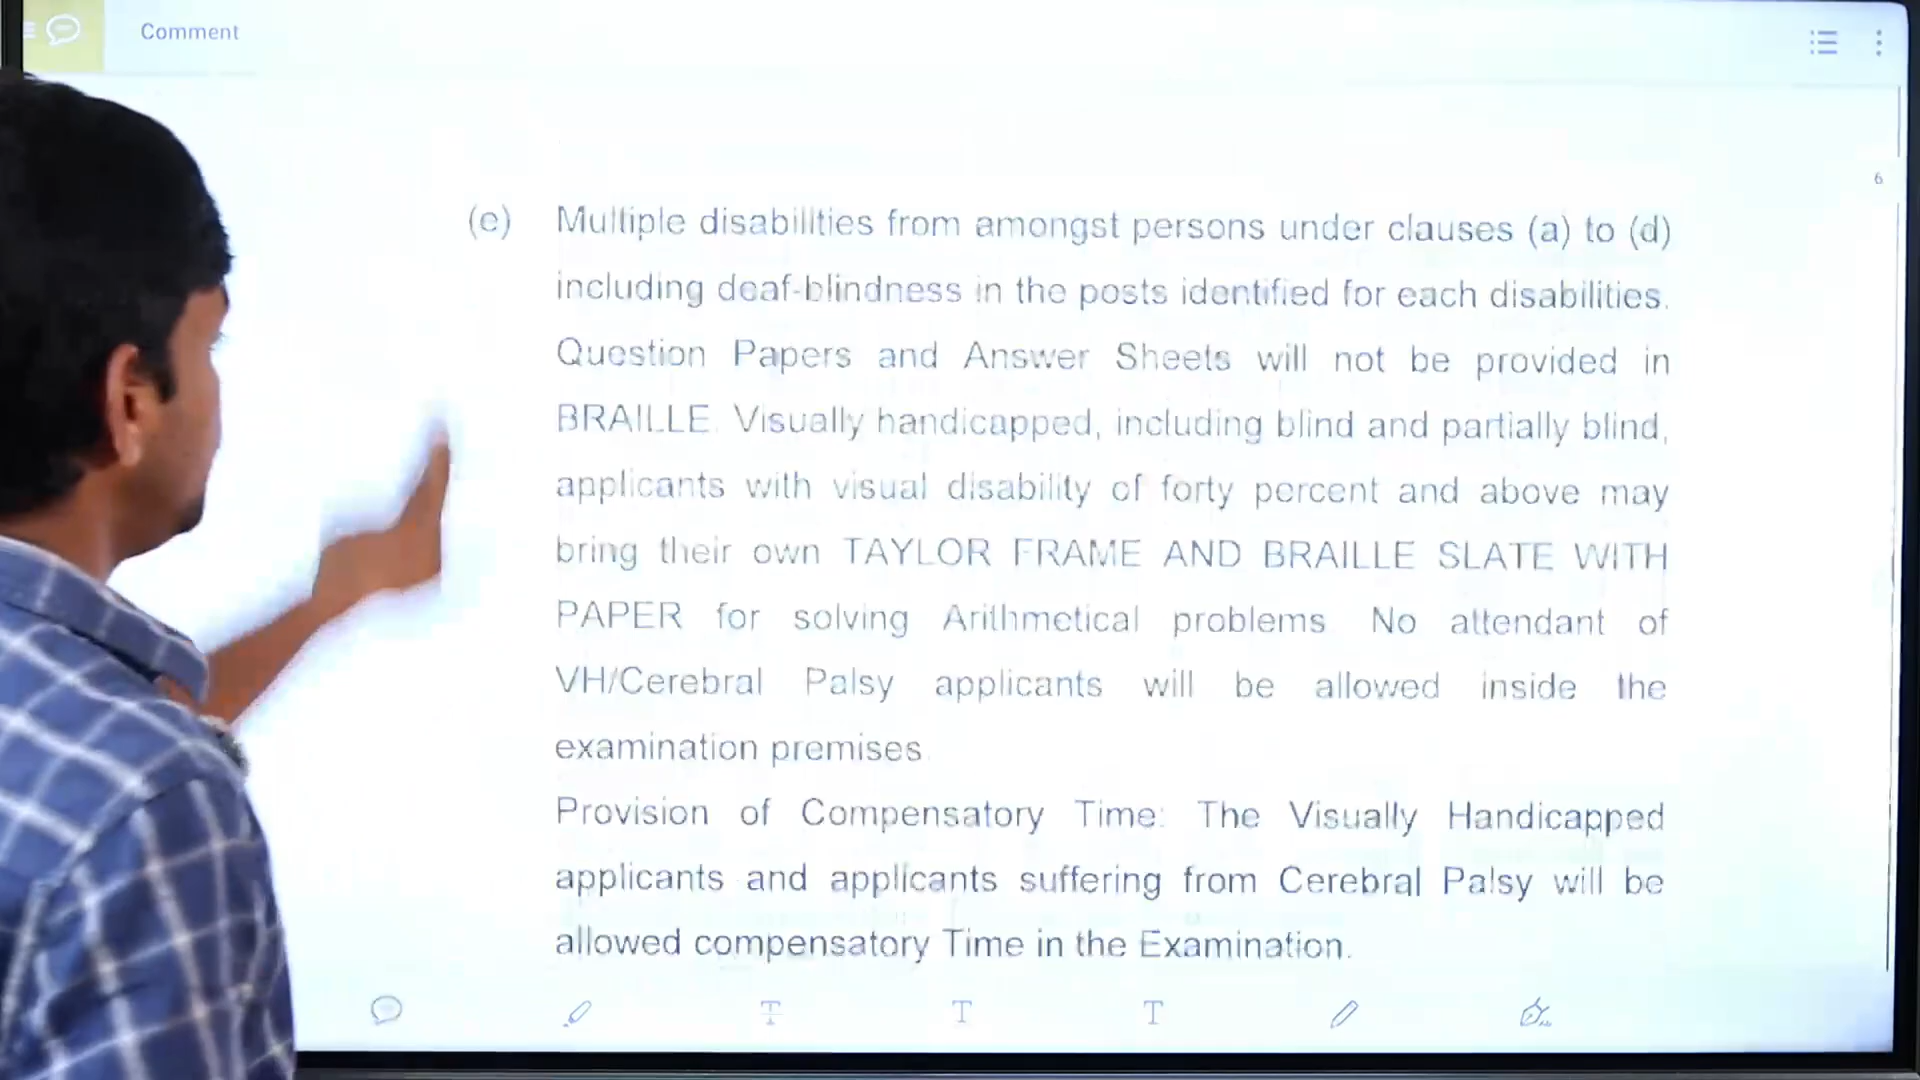 Comment
6
(e) Multiple disabilities from amongst persons under clauses (a) to (d)
including deaf-blindness in the posts identified for each disabilities.
Question Papers and Answer Sheets will not be provided in
BRAILLE. Visually handicapped, including blind and partially blind,
applicants with visual disability of forty percent and above may
bring their own TAYLOR FRAME AND BRAILLE SLATE WITH
PAPER for solving Arithmetical problems. No attendant of
VH/Cerebral Palsy applicants will be allowed inside the
examination premises.
Provision of Compensatory Time: The Visually Handicapped
applicants and applicants suffering from Cerebral Palsy will be
allowed compensatory Time in the Examination.
T
T
T